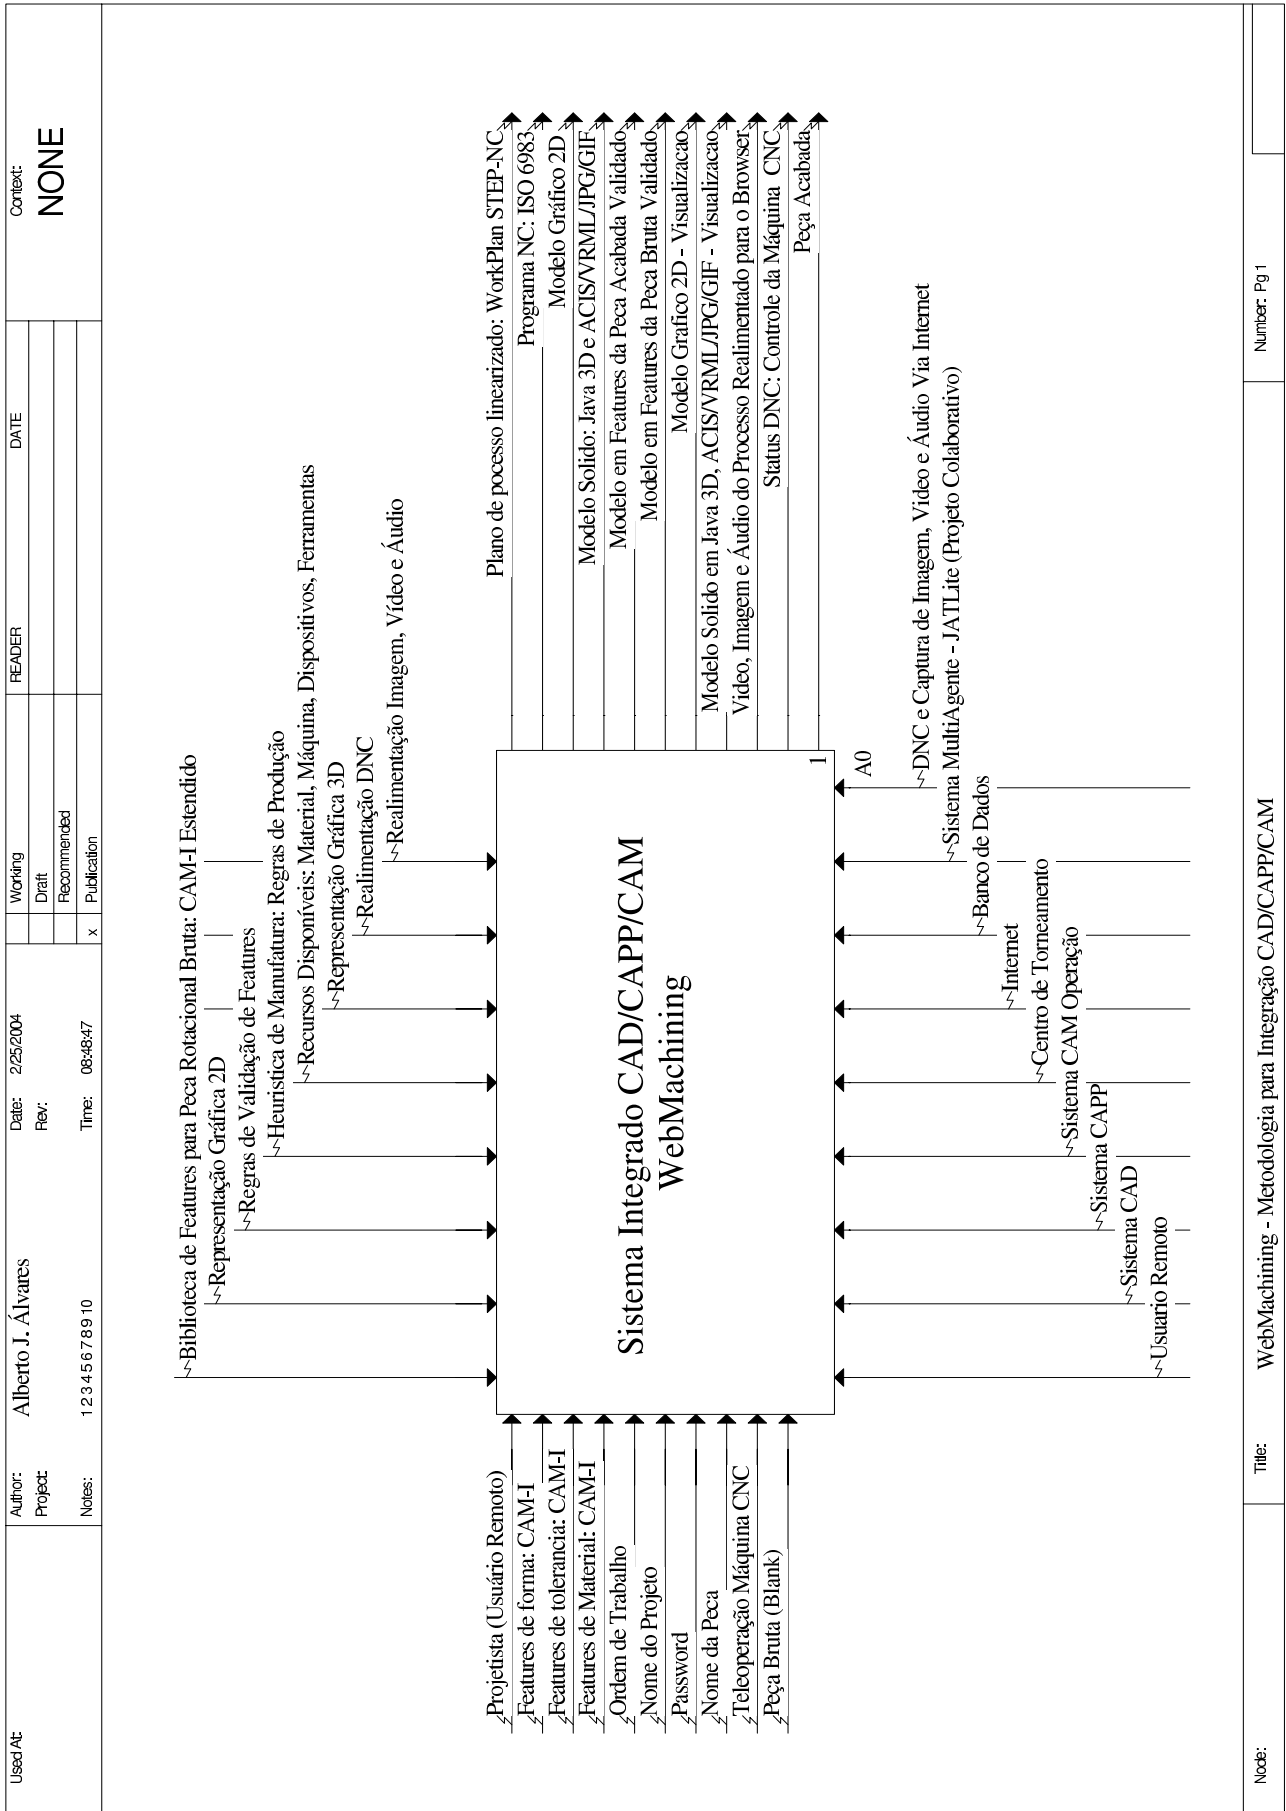 Used At:
Author: Alberto J. Álvares
Project:
Notes: 1 2 3 4 5 6 7 8 9 10
Date: 2/25/2004
Rev:
Time: 08:48:47
Working
Draft
Recommended
x Publication
READER
DATE
Context:
NONE
Biblioteca de Features para Peca Rotacional Bruta: CAM-I Estendido
Representação Gráfica 2D
Regras de Validação de Features
Heuristica de Manufatura: Regras de Produção
Recursos Disponíveis: Material, Máquina, Dispositivos, Ferramentas
Representação Gráfica 3D
Realimentação DNC
Realimentação Imagem, Vídeo e Áudio
Projetista (Usuário Remoto)
Features de forma: CAM-I
Features de tolerancia: CAM-I
Features de Material: CAM-I
Ordem de Trabalho
Nome do Projeto
Password
Nome da Peca
Teleoperação Máquina CNC
Peça Bruta (Blank)
Sistema Integrado CAD/CAPP/CAM
WebMachining
1
A0
Plano de pocesso linearizado: WorkPlan STEP-NC
Programa NC: ISO 6983
Modelo Gráfico 2D
Modelo Solido: Java 3D e ACIS/VRML/JPG/GIF
Modelo em Features da Peca Acabada Validado
Modelo em Features da Peca Bruta Validado
Modelo Grafico 2D - Visualizacao
Modelo Solido em Java 3D, ACIS/VRML/JPG/GIF - Visualizacao
Video, Imagem e Áudio do Processo Realimentado para o Browser
Status DNC: Controle da Máquina CNC
Peça Acabada
DNC e Captura de Imagem, Video e Áudio Via Internet
Sistema MultiAgente - JATLite (Projeto Colaborativo)
Banco de Dados
Internet
Centro de Torneamento
Sistema CAM Operação
Sistema CAPP
Sistema CAD
Usuario Remoto
Node:
Title: WebMachining - Metodologia para Integração CAD/CAPP/CAM
Number: Pg 1